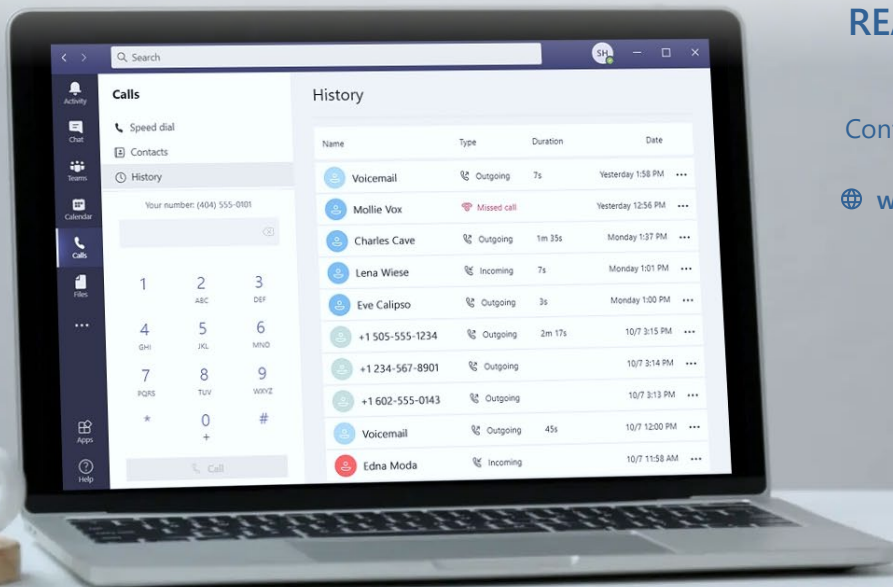 REA
Search
SH
Activity
Chat
Teams
Calendar
Calls
Files
Apps
Help
Calls
Speed dial
Contacts
History
Your number: (404) 555-0101
1
2 ABC
3 DEF
4 GHI
5 JKL
6 MNO
7 PQRS
8 TUV
9 WXYZ
*
0 +
#
Call
History
Name Type Duration Date
Voicemail Outgoing 7s Yesterday 1:58 PM
Mollie Vox Missed call Yesterday 12:56 PM
Charles Cave Outgoing 1m 35s Monday 1:37 PM
Lena Wiese Incoming 7s Monday 1:01 PM
Eve Calipso Outgoing 3s Monday 1:00 PM
+1 505-555-1234 Outgoing 2m 17s 10/7 3:15 PM
+1 234-567-8901 Outgoing 10/7 3:14 PM
+1 602-555-0143 Outgoing 10/7 3:13 PM
Voicemail Outgoing 45s 10/7 12:00 PM
Edna Moda Incoming 10/7 11:58 AM
Con
w